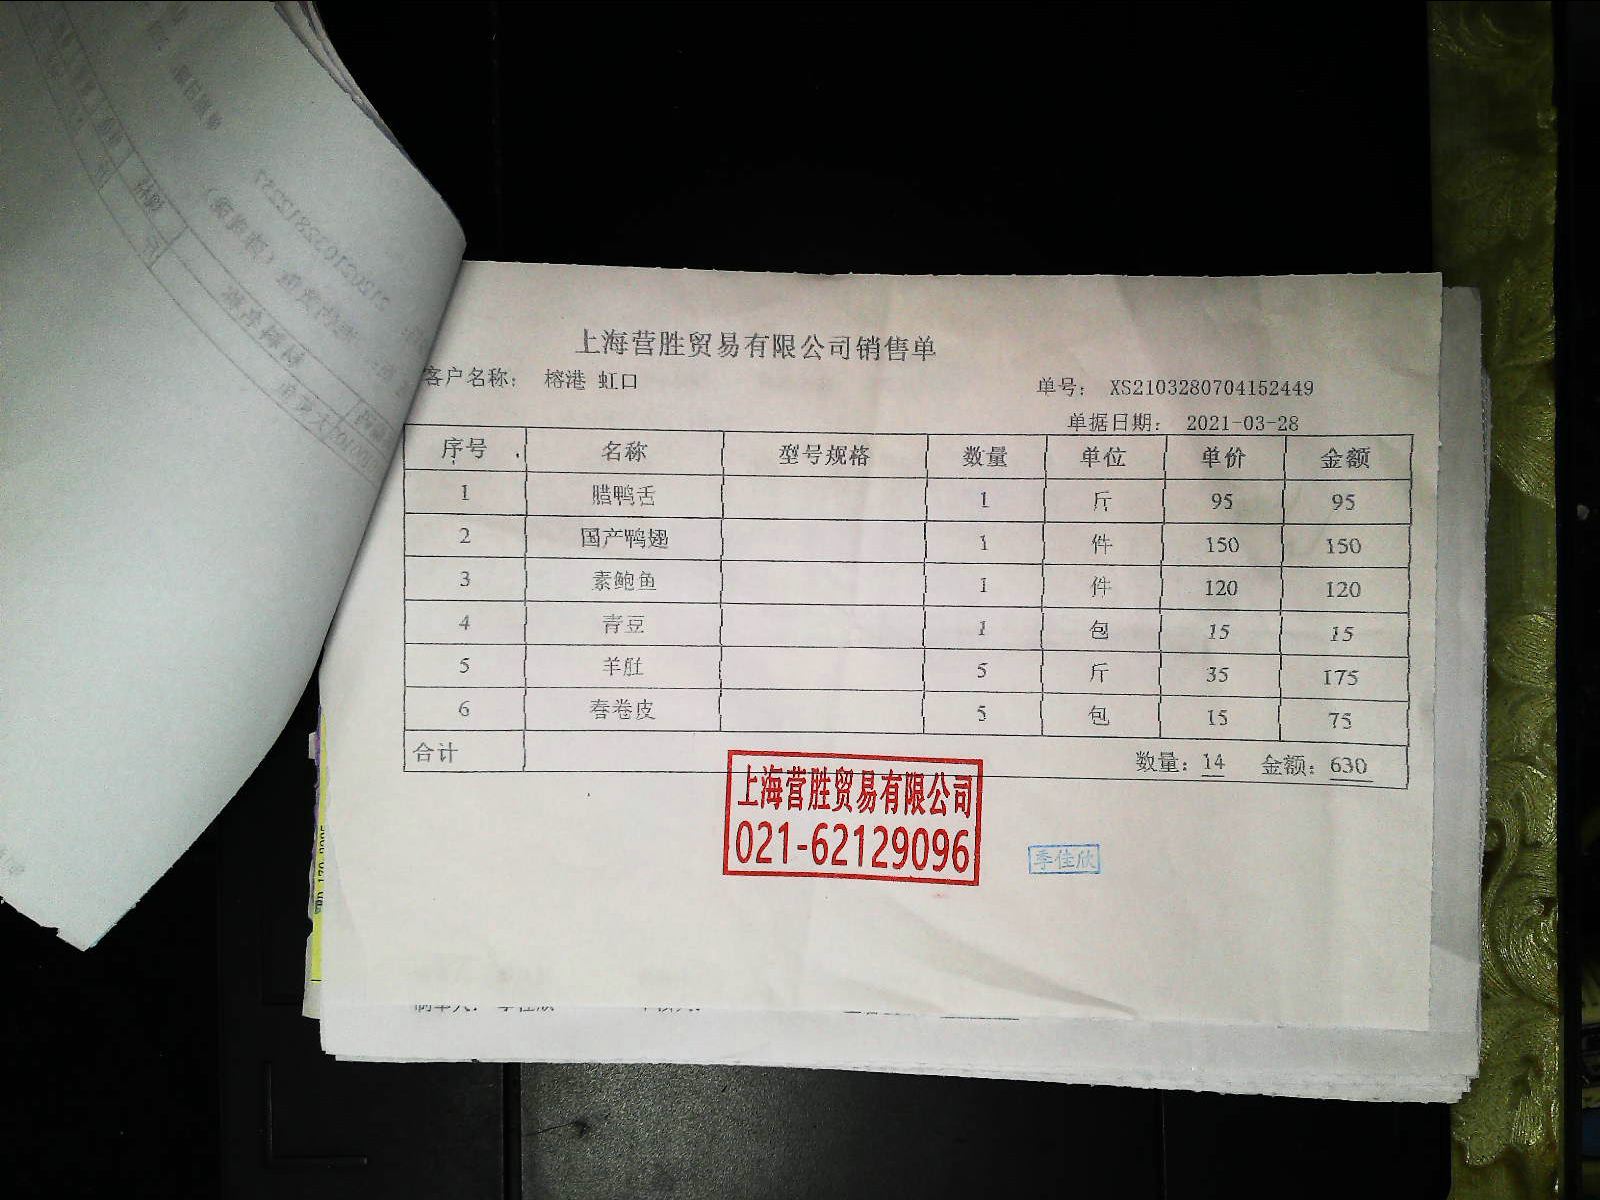 上海营胜贸易有限公司销售单
客户名称： 榕港 虹口
单号： XS2103280704152449
单据日期： 2021-03-28
序号 名称 型号规格 数量 单位 单价 金额
1 腊鸭舌 1 斤 95 95
2 国产鸭翅 1 件 150 150
3 素鲍鱼 1 件 120 120
4 青豆 1 包 15 15
5 羊肚 5 斤 35 175
6 春卷皮 5 包 15 75
合计 数量：14 金额：630
上海营胜贸易有限公司
021-62129096
季佳欣